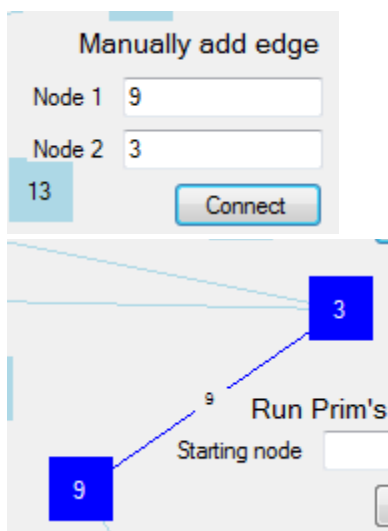 Manually add edge
Node 1 9
Node 2 3
13
Connect
3
9
Run Prim's
Starting node
9